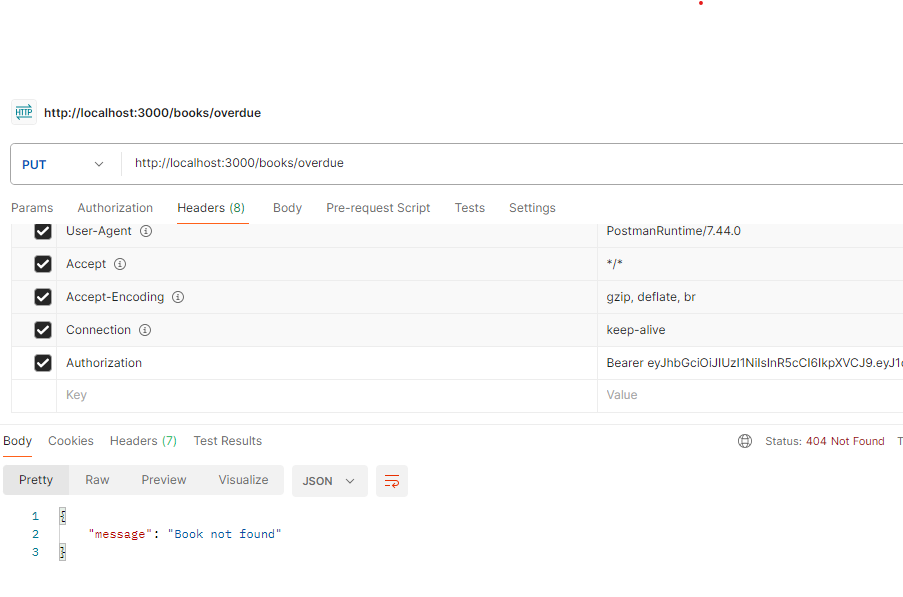 HTTP http://localhost:3000/books/overdue
PUT http://localhost:3000/books/overdue
Params Authorization Headers (8) Body Pre-request Script Tests Settings
User-Agent PostmanRuntime/7.44.0
Accept */*
Accept-Encoding gzip, deflate, br
Connection keep-alive
Authorization Bearer eyJhbGciOiJIUzI1NiIsInR5cCI6IkpXVCJ9.eyJ1
Key Value
Body Cookies Headers (7) Test Results Status: 404 Not Found T
Pretty Raw Preview Visualize JSON
1 {
2 "message": "Book not found"
3 }